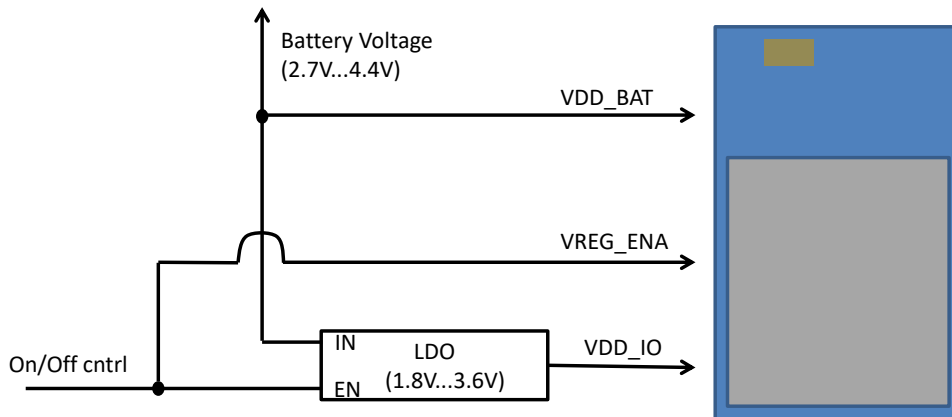 Battery Voltage
(2.7V...4.4V)
VDD_BAT
VREG_ENA
On/Off cntrl
IN
EN
LDO
(1.8V...3.6V)
VDD_IO